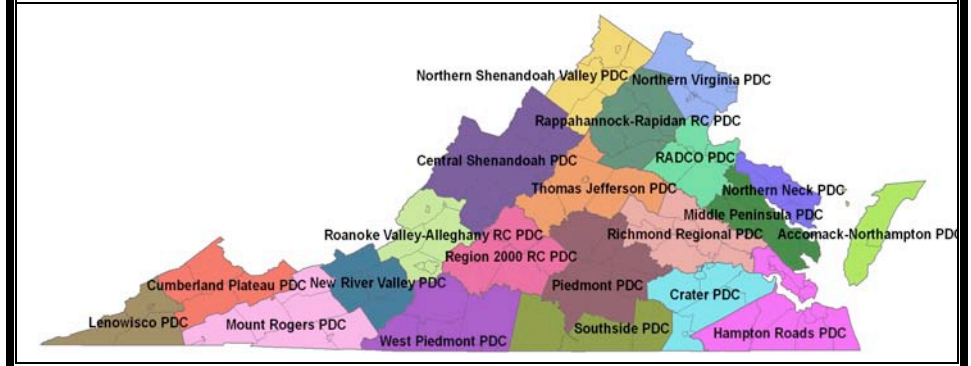 Northern Shenandoah Valley PDC
Northern Virginia PDC
Rappahannock-Rapidan RC PDC
Central Shenandoah PDC
RADCO PDC
Thomas Jefferson PDC
Northern Neck PDC
Middle Peninsula PDC
Roanoke Valley-Alleghany RC PDC
Richmond Regional PDC
Accomack-Northampton PDC
Region 2000 RC PDC
Cumberland Plateau PDC
New River Valley PDC
Piedmont PDC
Crater PDC
Lenowisco PDC
Mount Rogers PDC
Southside PDC
Hampton Roads PDC
West Piedmont PDC